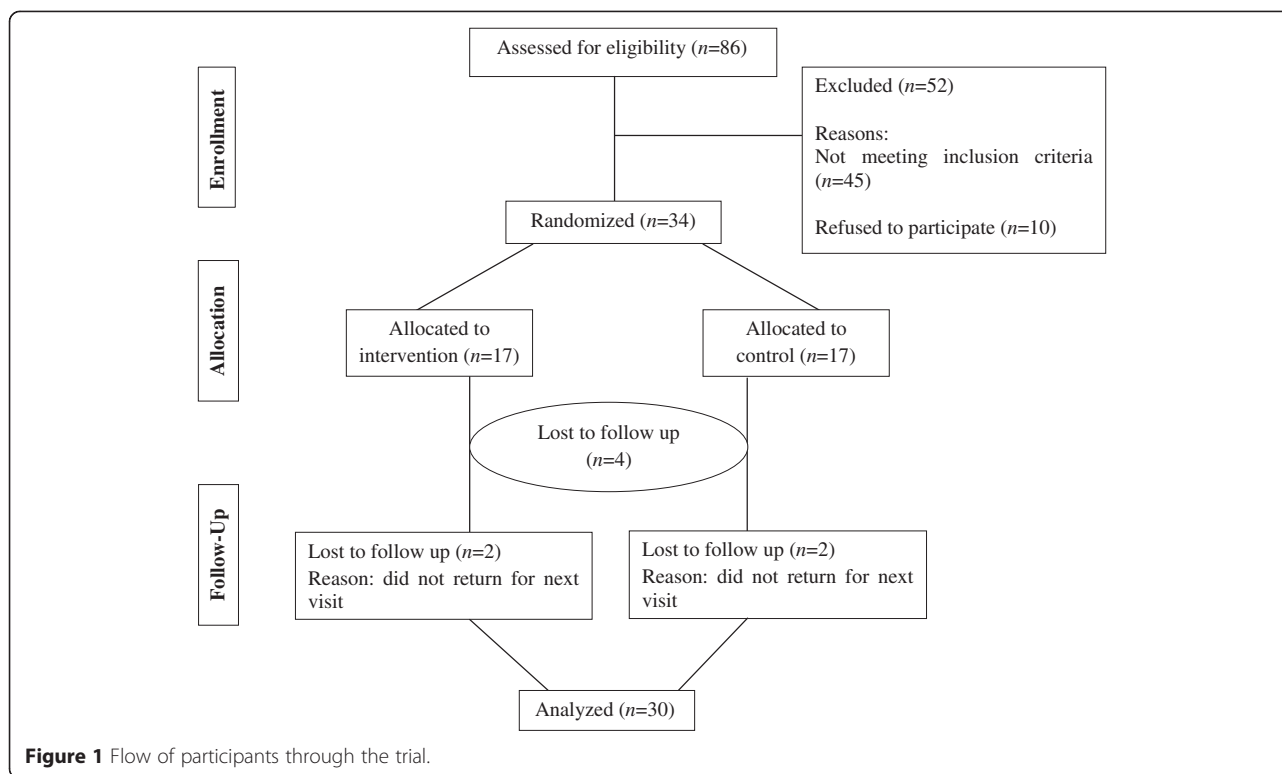 Assessed for eligibility (n=86)
Enrollment
Excluded (n=52)
Reasons:
Not meeting inclusion criteria
(n=45)
Refused to participate (n=10)
Randomized (n=34)
Allocation
Allocated to
intervention (n=17)
Allocated to
control (n=17)
Lost to follow up
(n=4)
Follow-Up
Lost to follow up (n=2)
Reason: did not return for next
visit
Lost to follow up (n=2)
Reason: did not return for next
visit
Analyzed (n=30)
Figure 1 Flow of participants through the trial.